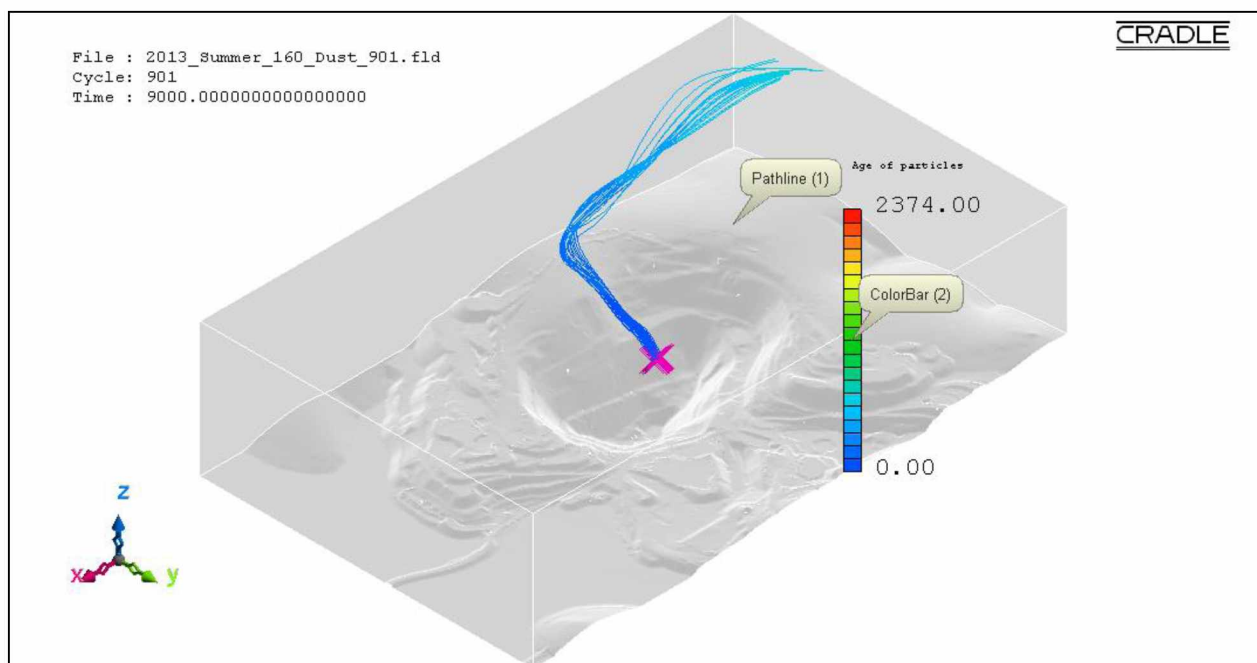 File : 2013_Summer_160_Dust_901.fld
Cycle: 901
Time : 9000.0000000000000000
CRADLE
Pathline (1)
Age of particles
2374.00
ColorBar (2)
0.00
z
x
y